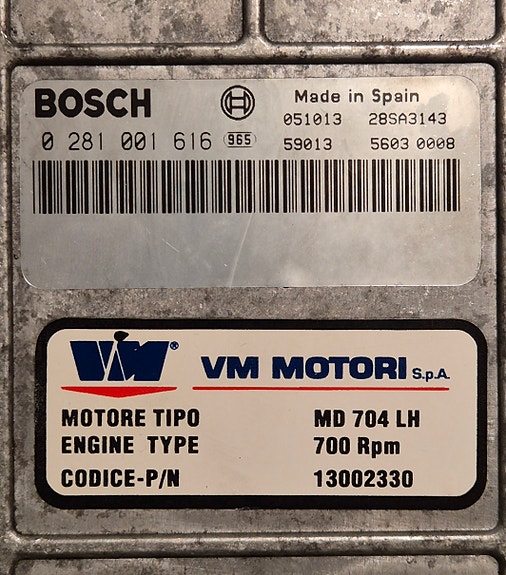 BOSCH Made in Spain
051013 28SA3143
0 281 001 616 965 59013 5603 0008
VM® VM MOTORI S.p.A.
MOTORE TIPO MD 704 LH
ENGINE TYPE 700 Rpm
CODICE-P/N 13002330